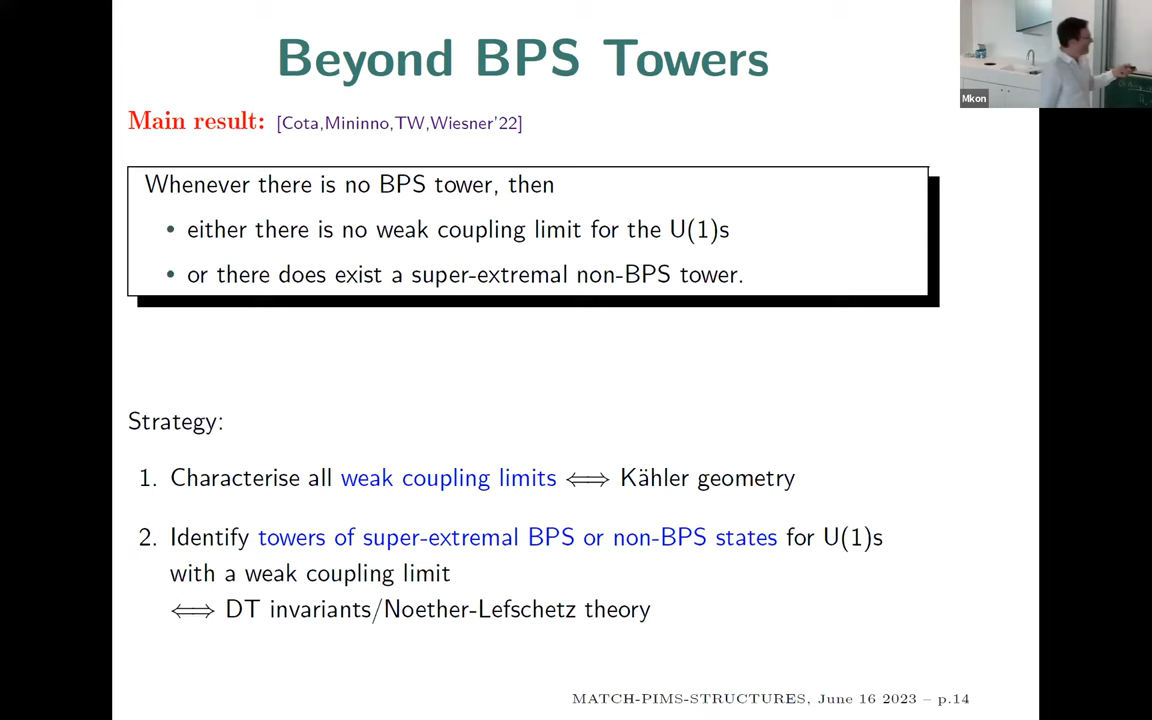 Beyond BPS Towers
Mkon
Main result: [Cota,Mininno,TW,Wiesner'22]
Whenever there is no BPS tower, then
• either there is no weak coupling limit for the U(1)s
• or there does exist a super-extremal non-BPS tower.
Strategy:
1. Characterise all weak coupling limits ⟺ Kähler geometry
2. Identify towers of super-extremal BPS or non-BPS states for U(1)s
with a weak coupling limit
⟺ DT invariants/Noether-Lefschetz theory
MATCH-PIMS-STRUCTURES, June 16 2023 – p.14